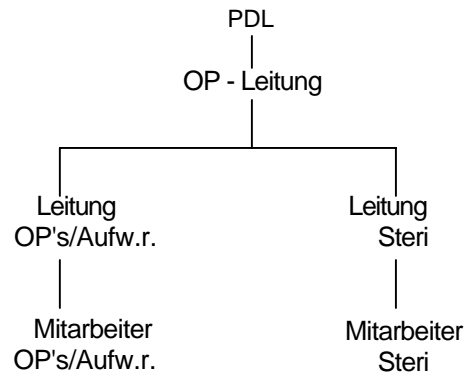 PDL
OP - Leitung
Leitung
OP's/Aufw.r.
Leitung
Steri
Mitarbeiter
OP's/Aufw.r.
Mitarbeiter
Steri